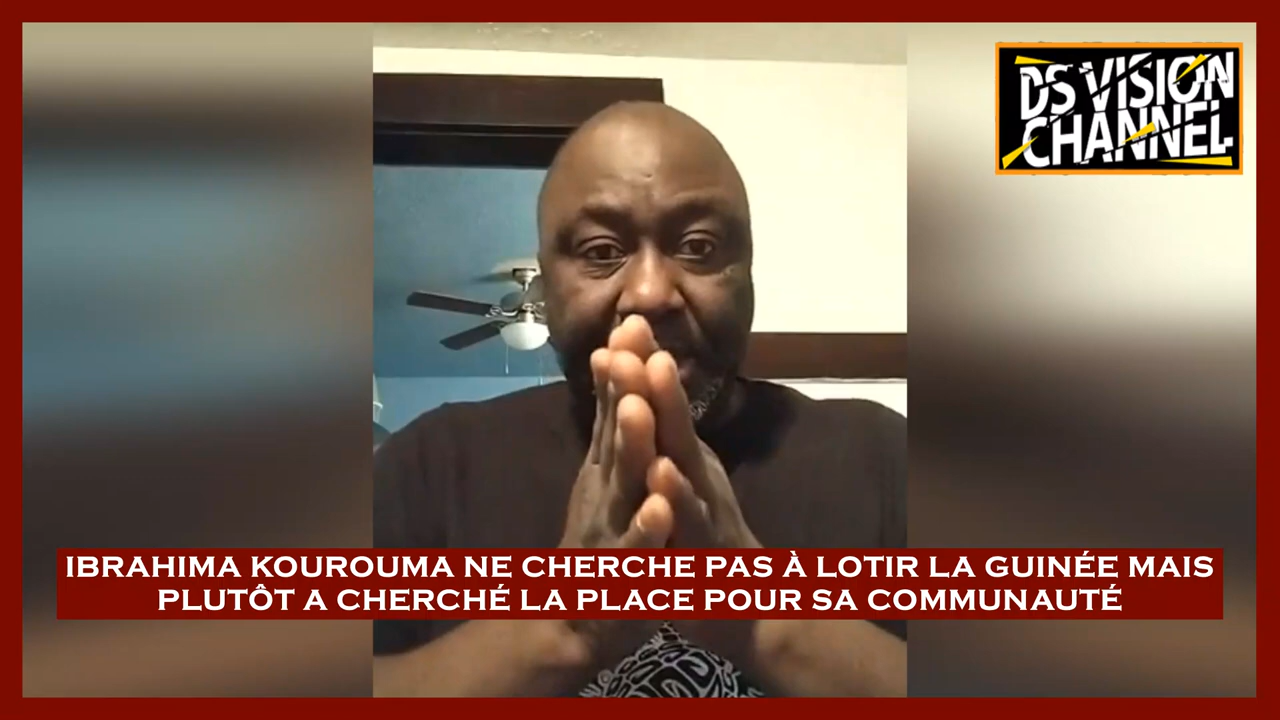 DS VISION
CHANNEL
IBRAHIMA KOUROUMA NE CHERCHE PAS À LOTIR LA GUINÉE MAIS
PLUTÔT A CHERCHÉ LA PLACE POUR SA COMMUNAUTÉ